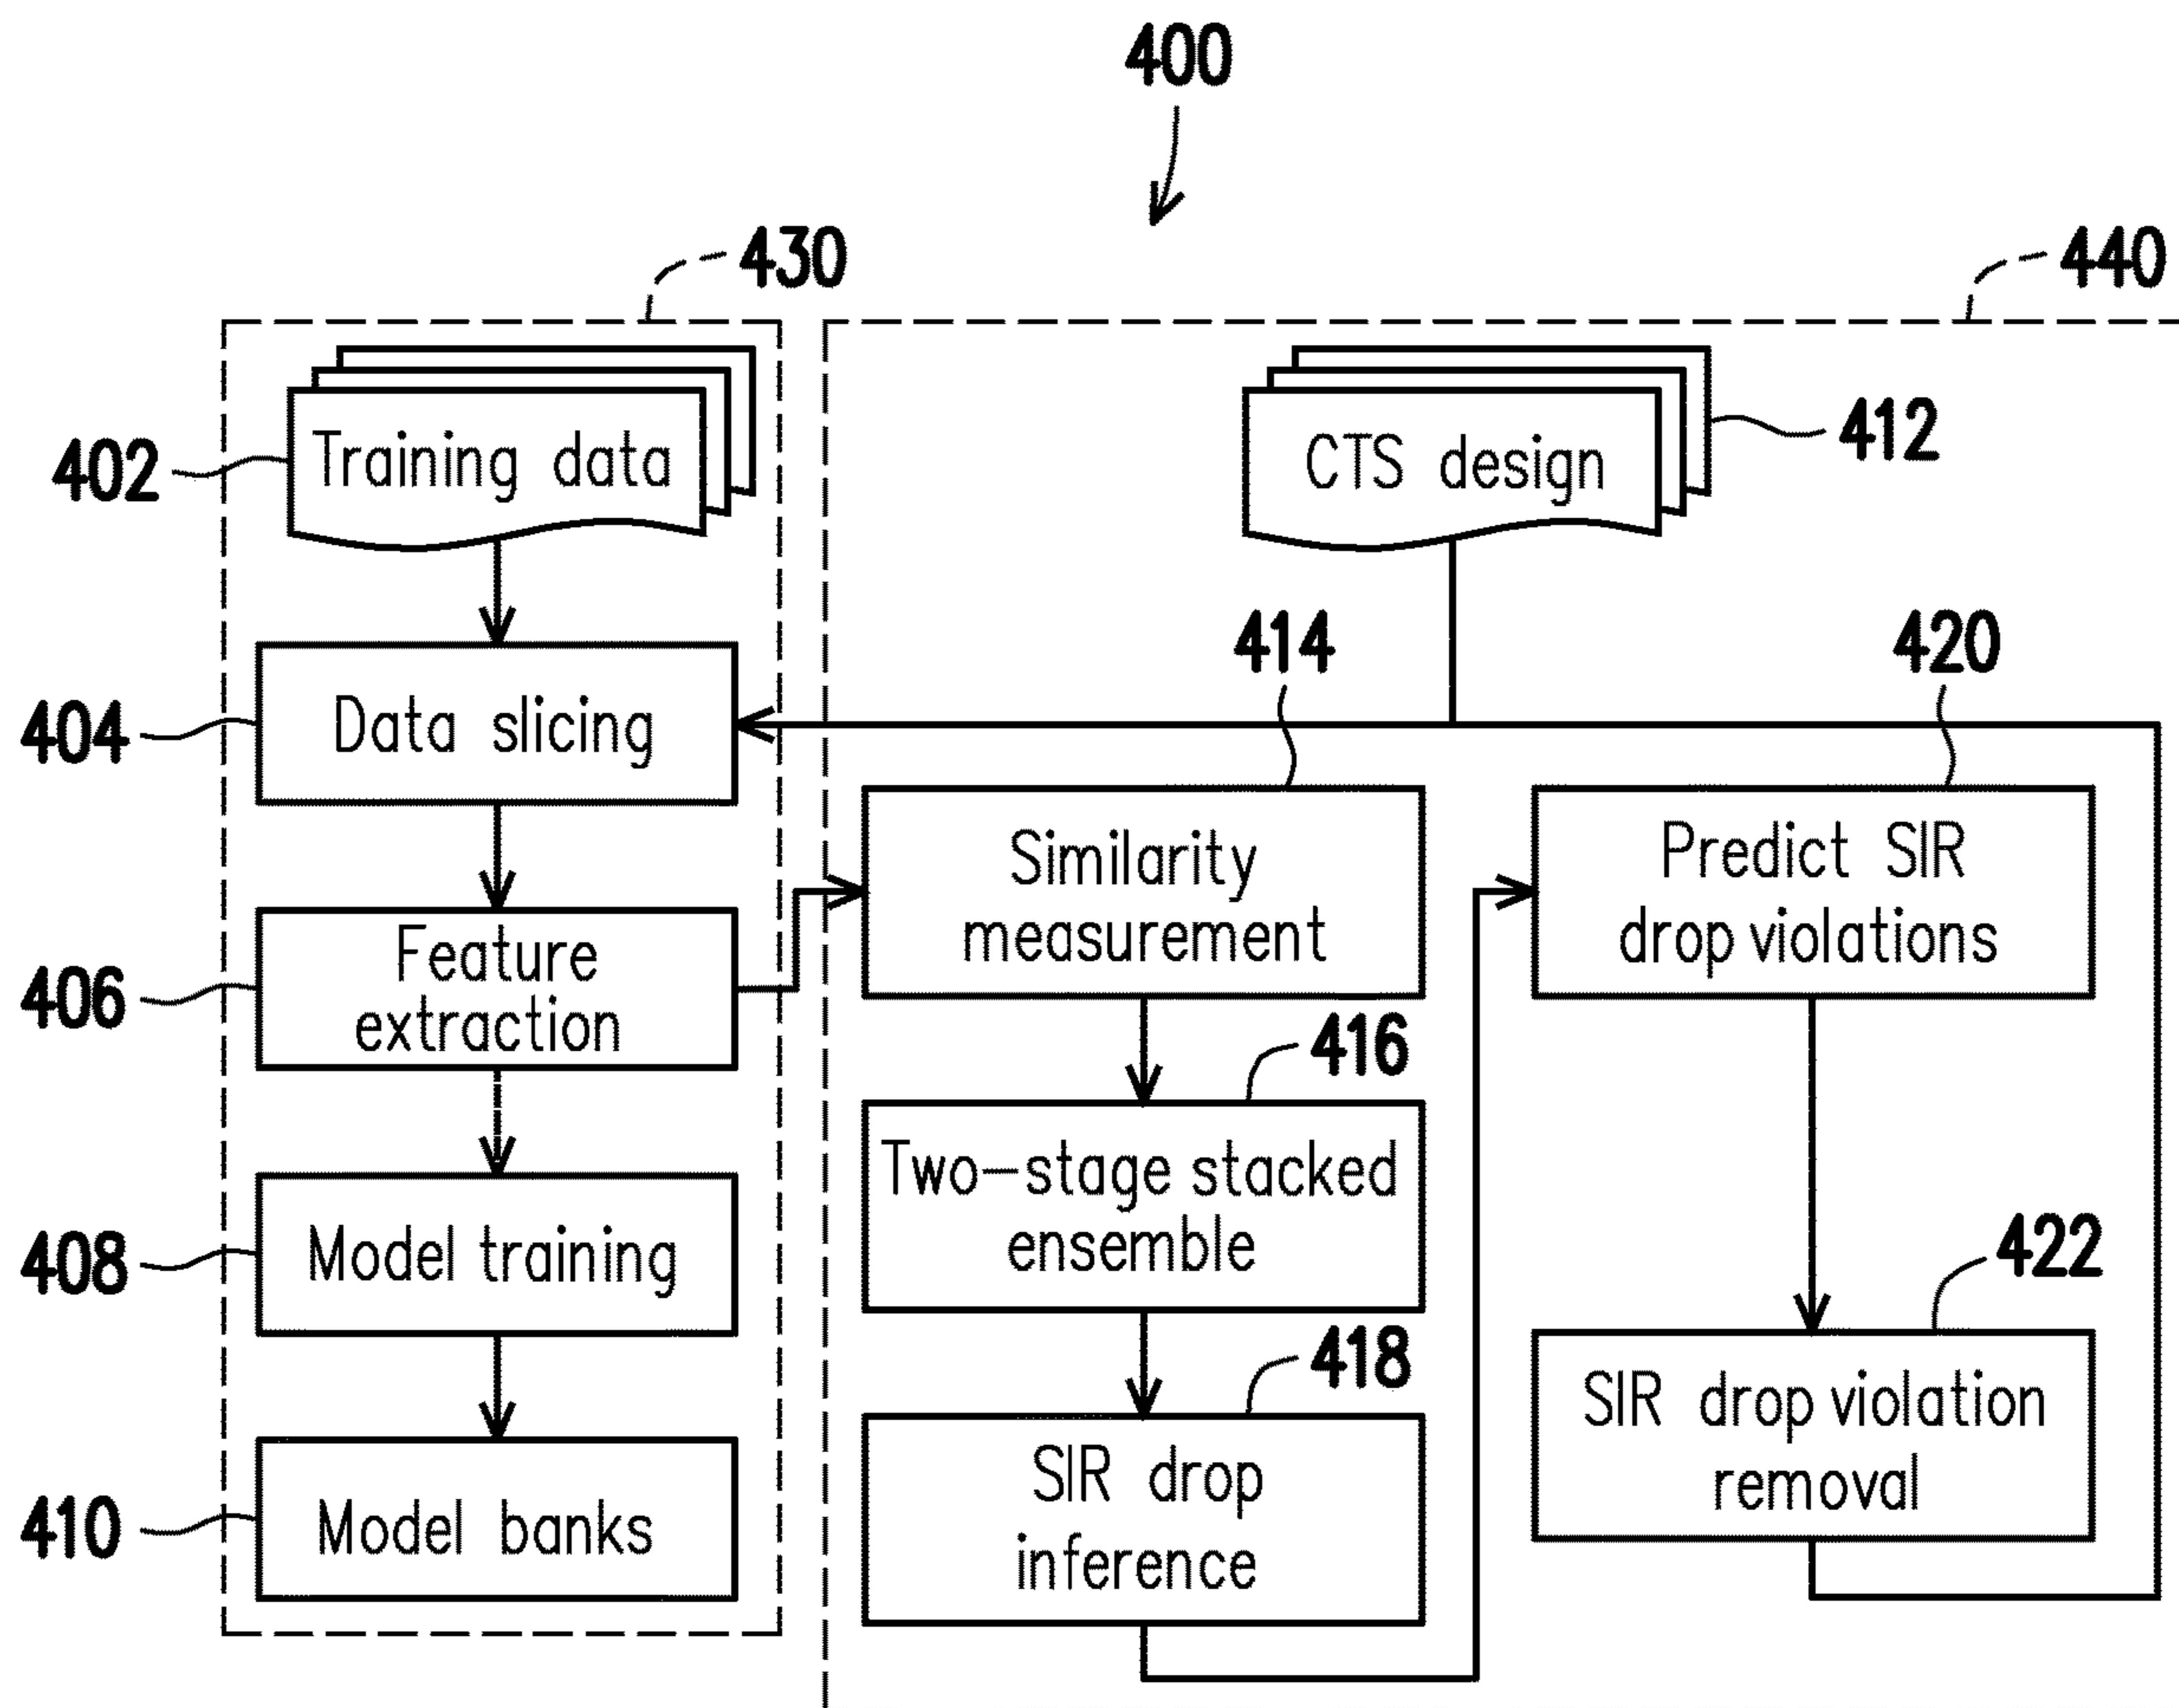 400
430
440
402
Training data
CTS design
412
404
Data slicing
414
420
406
Feature
extraction
Similarity
measurement
Predict SIR
drop violations
416
408
Model training
Two-stage stacked
ensemble
422
418
410
Model banks
SIR drop
inference
SIR drop violation
removal